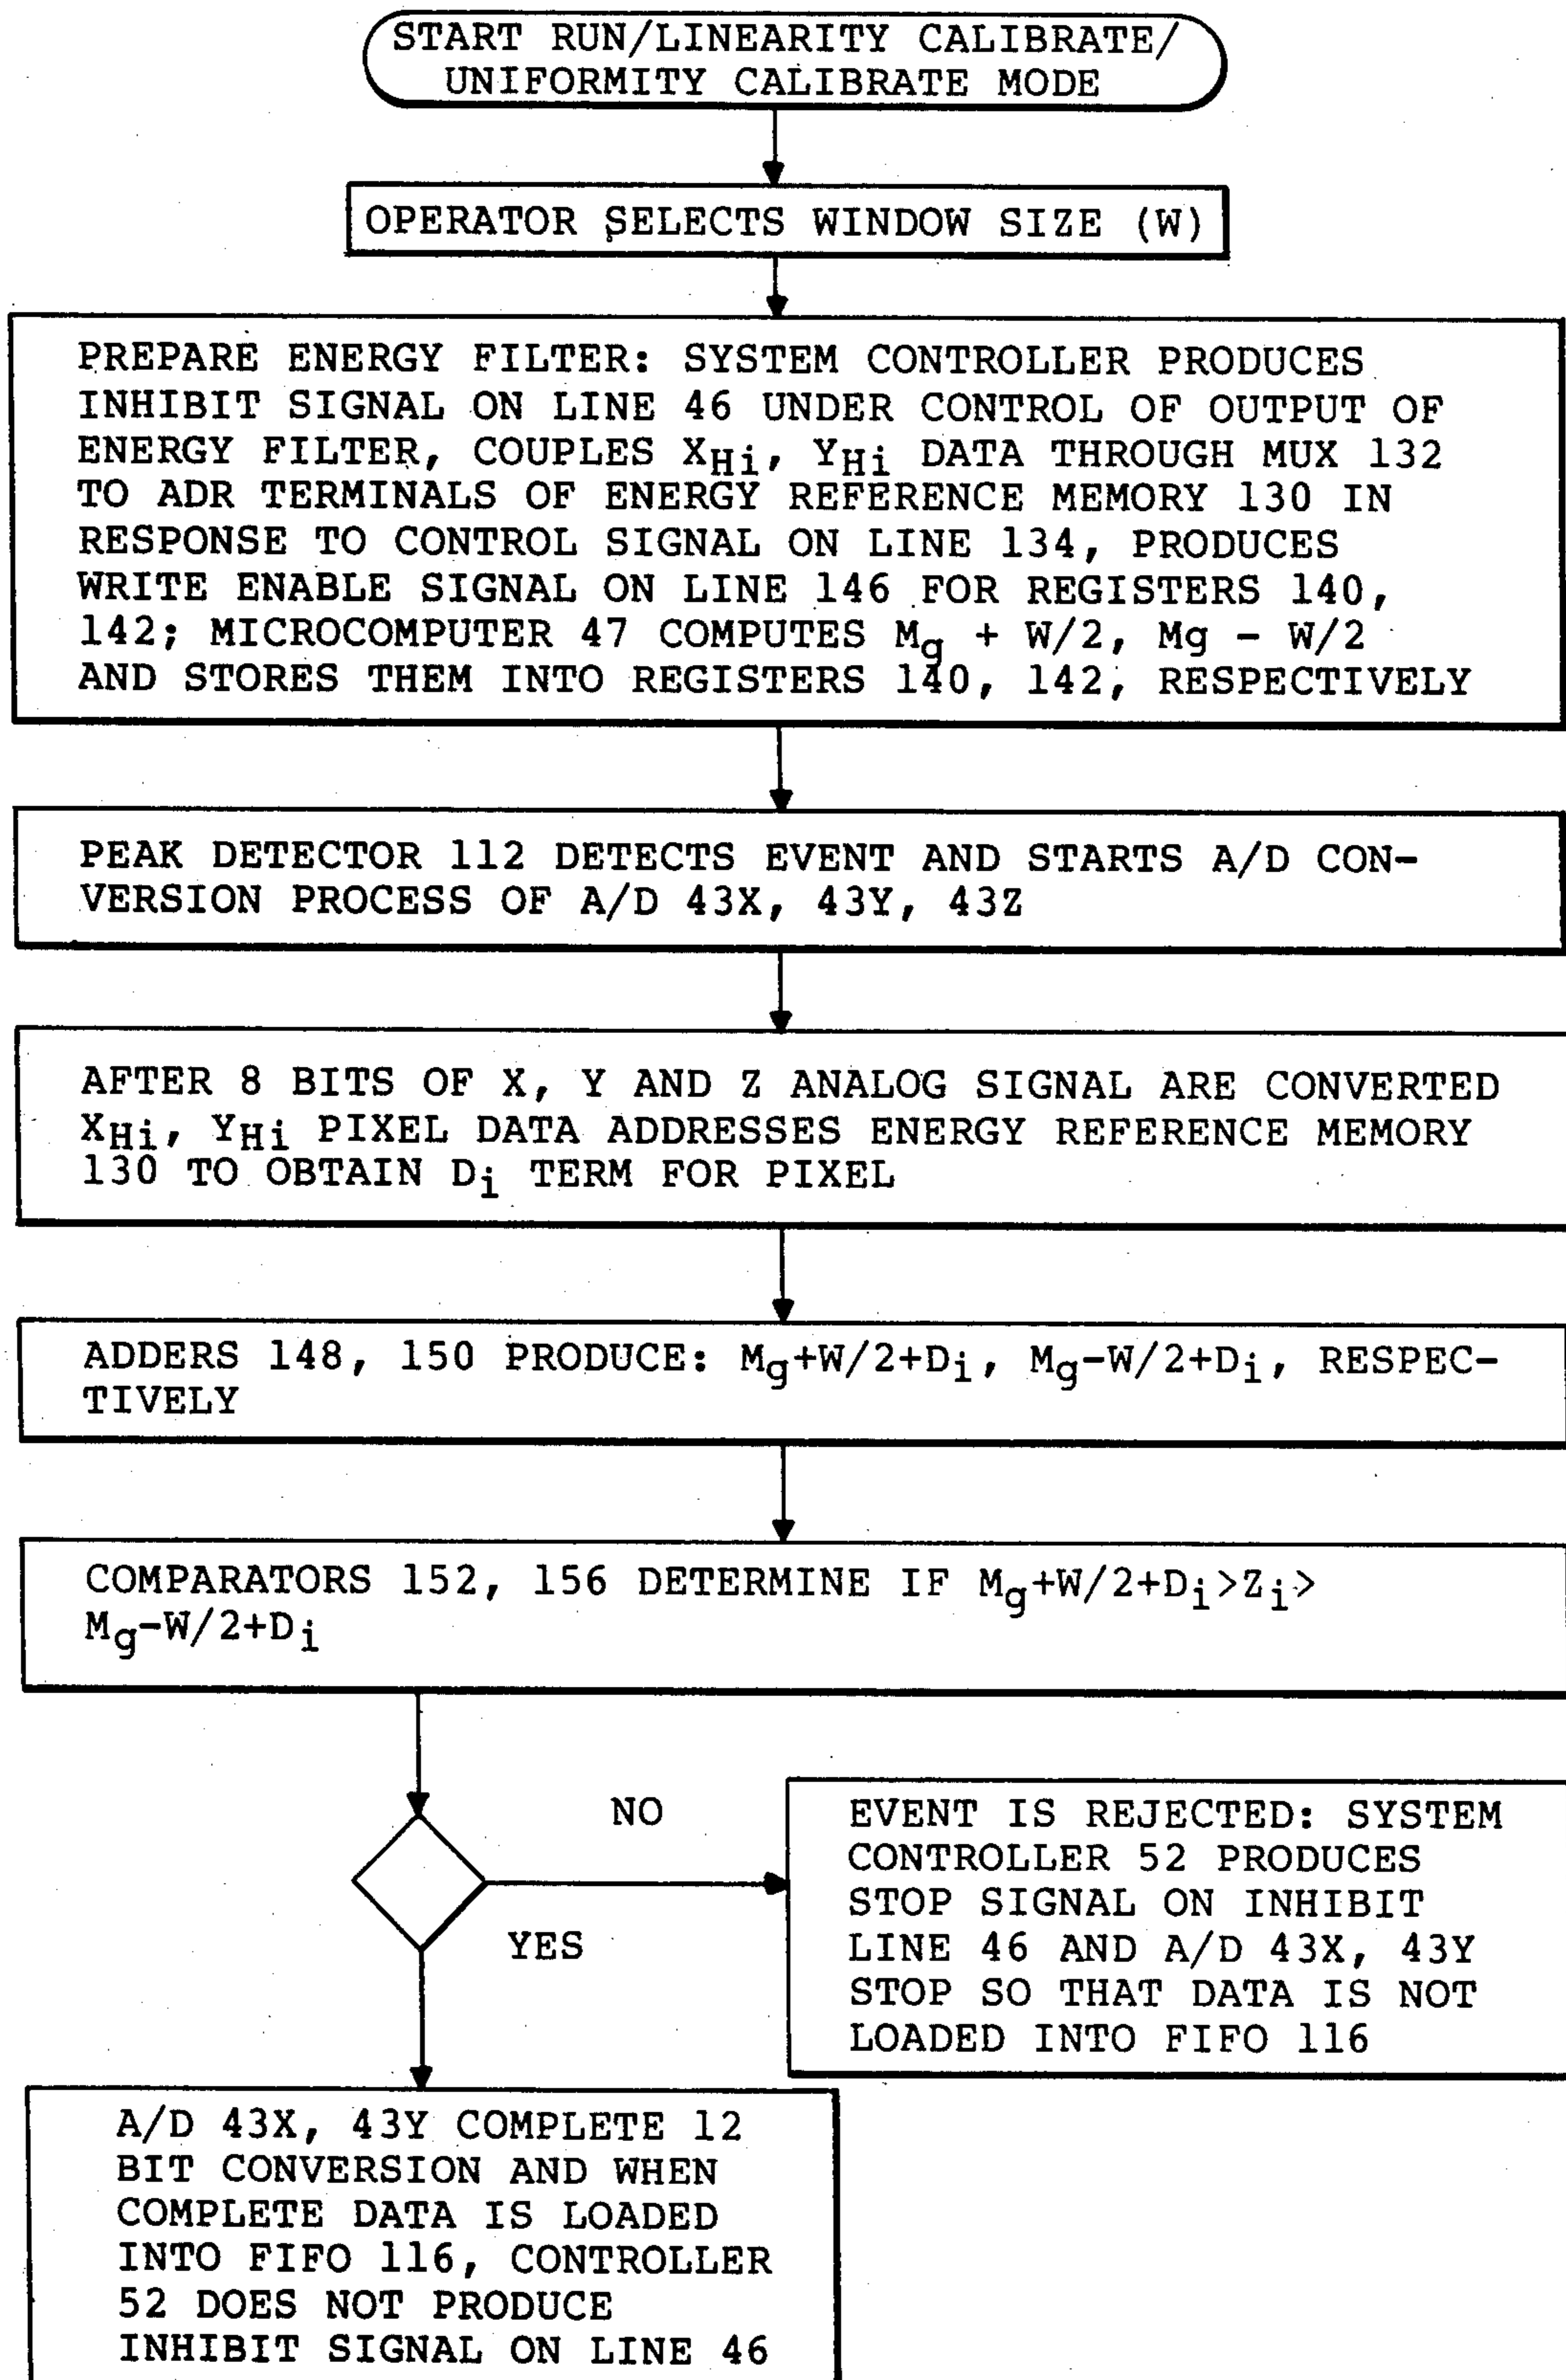 START RUN/LINEARITY CALIBRATE/
UNIFORMITY CALIBRATE MODE
OPERATOR SELECTS WINDOW SIZE (W)
PREPARE ENERGY FILTER: SYSTEM CONTROLLER PRODUCES
INHIBIT SIGNAL ON LINE 46 UNDER CONTROL OF OUTPUT OF
ENERGY FILTER, COUPLES XHi, YHi DATA THROUGH MUX 132
TO ADR TERMINALS OF ENERGY REFERENCE MEMORY 130 IN
RESPONSE TO CONTROL SIGNAL ON LINE 134, PRODUCES
WRITE ENABLE SIGNAL ON LINE 146 FOR REGISTERS 140,
142; MICROCOMPUTER 47 COMPUTES Mg + W/2, Mg - W/2
AND STORES THEM INTO REGISTERS 140, 142, RESPECTIVELY
PEAK DETECTOR 112 DETECTS EVENT AND STARTS A/D CON-
VERSION PROCESS OF A/D 43X, 43Y, 43Z
AFTER 8 BITS OF X, Y AND Z ANALOG SIGNAL ARE CONVERTED
XHi, YHi PIXEL DATA ADDRESSES ENERGY REFERENCE MEMORY
130 TO OBTAIN Di TERM FOR PIXEL
ADDERS 148, 150 PRODUCE: Mg+W/2+Di, Mg-W/2+Di, RESPEC-
TIVELY
COMPARATORS 152, 156 DETERMINE IF Mg+W/2+Di>Zi>
Mg-W/2+Di
NO
EVENT IS REJECTED: SYSTEM
CONTROLLER 52 PRODUCES
STOP SIGNAL ON INHIBIT
LINE 46 AND A/D 43X, 43Y
STOP SO THAT DATA IS NOT
LOADED INTO FIFO 116
YES
A/D 43X, 43Y COMPLETE 12
BIT CONVERSION AND WHEN
COMPLETE DATA IS LOADED
INTO FIFO 116, CONTROLLER
52 DOES NOT PRODUCE
INHIBIT SIGNAL ON LINE 46